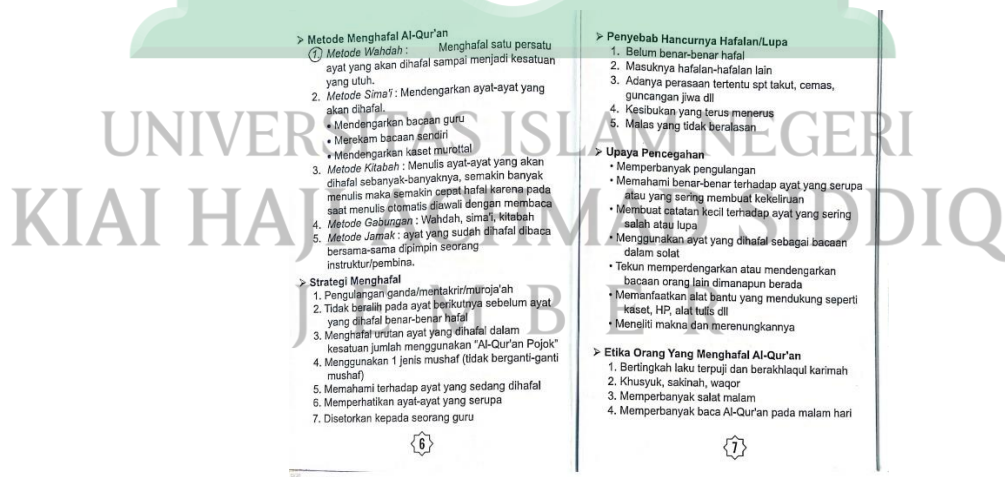 ➢ Metode Menghafal Al-Qur'an
1. Metode Wahdah : Menghafal satu persatu
ayat yang akan dihafal sampai menjadi kesatuan
yang utuh.
2. Metode Sima'i : Mendengarkan ayat-ayat yang
akan dihafal.
• Mendengarkan bacaan guru
• Merekam bacaan sendiri
• Mendengarkan kaset murottal
3. Metode Kitabah : Menulis ayat-ayat yang akan
dihafal sebanyak-banyaknya, semakin banyak
menulis maka semakin cepat hafal karena pada
saat menulis otomatis diawali dengan membaca
4. Metode Gabungan : Wahdah, sima'i, kitabah
5. Metode Jamak : ayat yang sudah dihafal dibaca
bersama-sama dipimpin seorang
instruktur/pembina.
➢ Strategi Menghafal
1. Pengulangan ganda/mentakrir/muroja'ah
2. Tidak beralih pada ayat berikutnya sebelum ayat
yang dihafal benar-benar hafal
3. Menghafal urutan ayat yang dihafal dalam
kesatuan jumlah menggunakan "Al-Qur'an Pojok"
4. Menggunakan 1 jenis mushaf (tidak berganti-ganti
mushaf)
5. Memahami terhadap ayat yang sedang dihafal
6. Memperhatikan ayat-ayat yang serupa
7. Disetorkan kepada seorang guru
6
➢ Penyebab Hancurnya Hafalan/Lupa
1. Belum benar-benar hafal
2. Masuknya hafalan-hafalan lain
3. Adanya perasaan tertentu spt takut, cemas,
guncangan jiwa dll
4. Kesibukan yang terus menerus
5. Malas yang tidak beralasan
➢ Upaya Pencegahan
• Memperbanyak pengulangan
• Memahami benar-benar terhadap ayat yang serupa
atau yang sering membuat kekeliruan
• Membuat catatan kecil terhadap ayat yang sering
salah atau lupa
• Menggunakan ayat yang dihafal sebagai bacaan
dalam solat
• Tekun memperdengarkan atau mendengarkan
bacaan orang lain dimanapun berada
• Memanfaatkan alat bantu yang mendukung seperti
kaset, HP, alat tulis dll
• Meneliti makna dan merenungkannya
➢ Etika Orang Yang Menghafal Al-Qur'an
1. Bertingkah laku terpuji dan berakhlaqul karimah
2. Khusyuk, sakinah, waqor
3. Memperbanyak salat malam
4. Memperbanyak baca Al-Qur'an pada malam hari
7
UNIVERSITAS ISLAM NEGERI
KIAI HAJI ACHMAD SIDDIQ
JEMBER